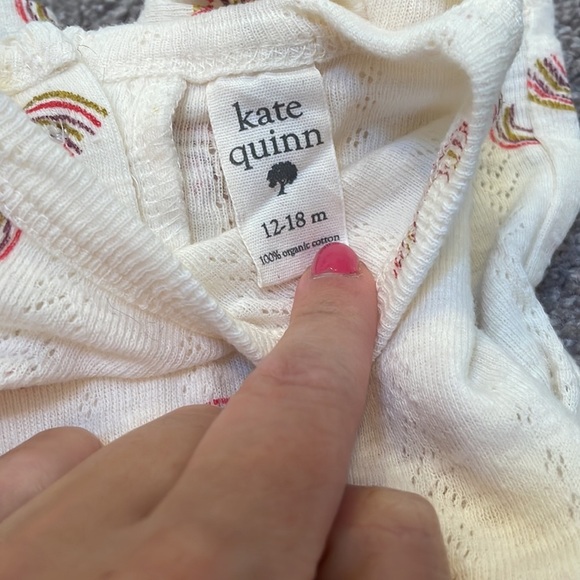 kate
quinn
12-18 m
100% organic cotton